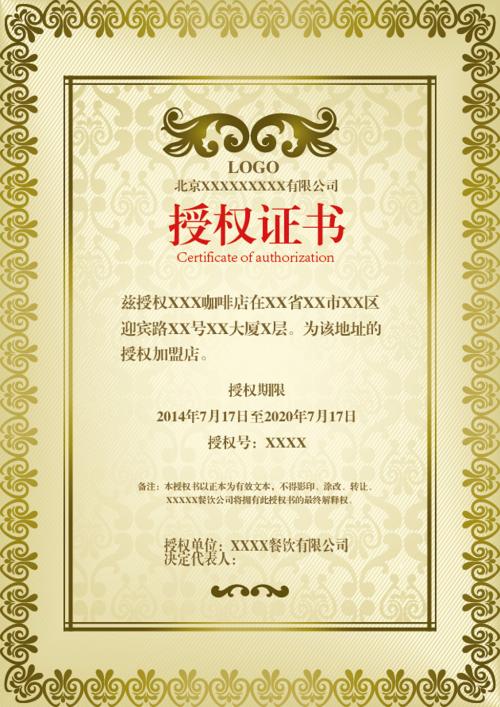 LOGO
北京XXXXXXXXX有限公司
授权证书
Certificate of authorization
兹授权XXX咖啡店在XX省XX市XX区
迎宾路XX号XX大厦X层。为该地址的
授权加盟店。
授权期限
2014年7月17日至2020年7月17日
授权号：XXXX
备注：本授权书以正本为有效文本，不得影印、涂改、转让。
XXXXX餐饮公司将拥有此授权书的最终解释权。
授权单位：XXXX餐饮有限公司
决定代表人：